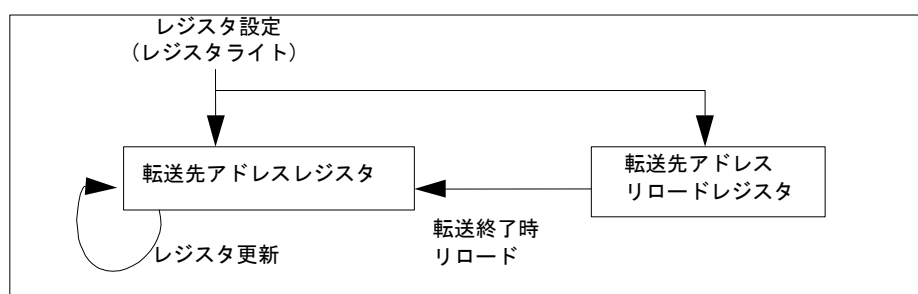 レジスタ設定
（レジスタライト）
転送先アドレスレジスタ
転送先アドレス
リロードレジスタ
転送終了時
リロード
レジスタ更新